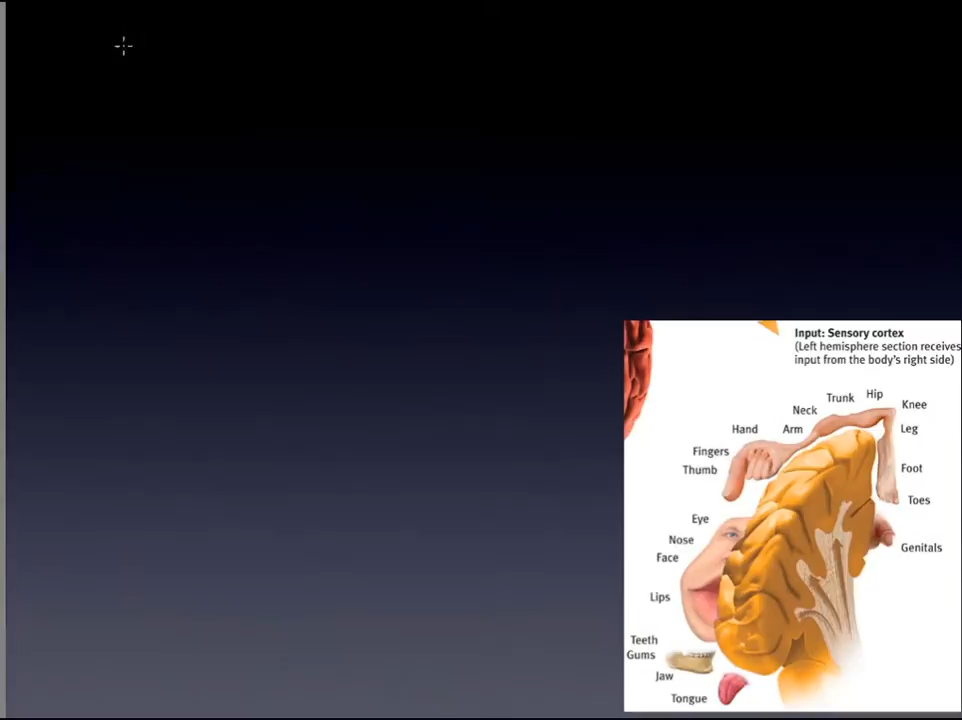 Input: Sensory cortex
(Left hemisphere section receives
input from the body's right side)
Hip
Trunk
Knee
Neck
Hand
Arm
Leg
Fingers
Thumb
Foot
Toes
Eye
Nose
Genitals
Face
Lips
Teeth
Gums
Jaw
Tongue